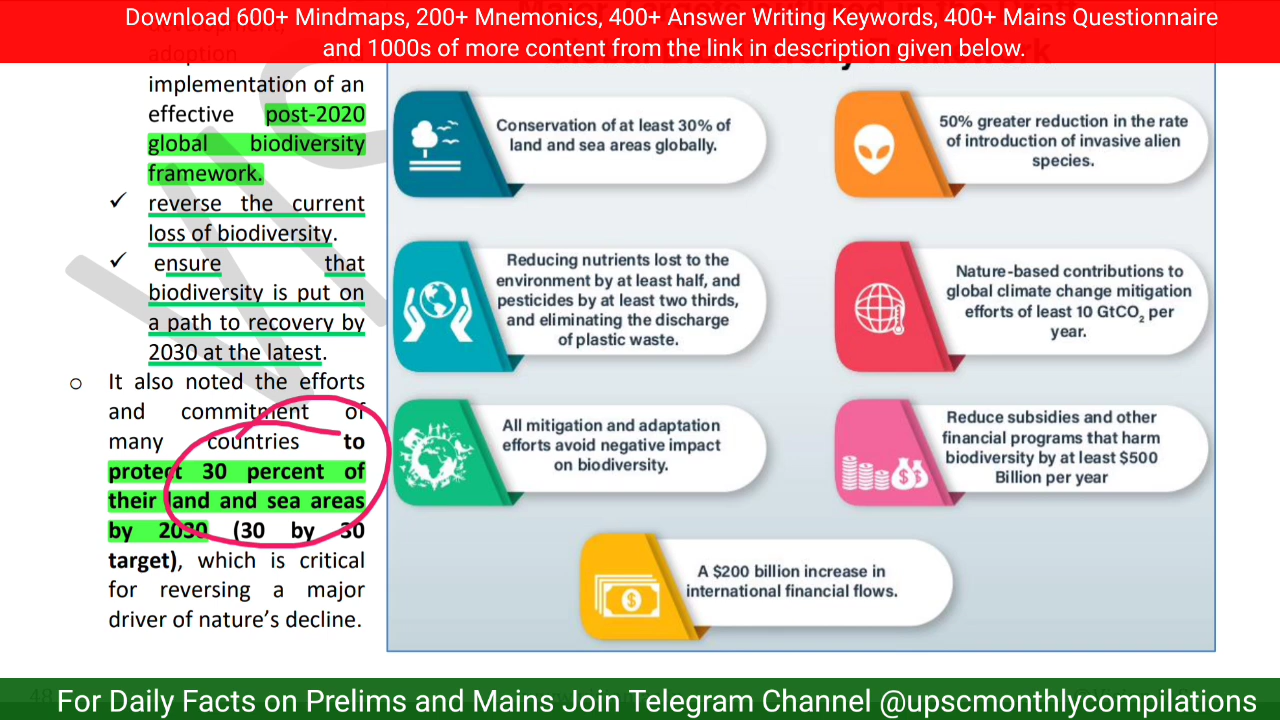 Download 600+ Mindmaps, 200+ Mnemonics, 400+ Answer Writing Keywords, 400+ Mains Questionnaire
and 1000s of more content from the link in description given below.
adoption
implementation of an
effective post-2020
global biodiversity
framework.
✓ reverse the current
loss of biodiversity.
✓ ensure that
biodiversity is put on
a path to recovery by
2030 at the latest.
o It also noted the efforts
and commitment of
many countries to
protect 30 percent of
their land and sea areas
by 2030 (30 by 30
target), which is critical
for reversing a major
driver of nature's decline.
Conservation of at least 30% of
land and sea areas globally.
50% greater reduction in the rate
of introduction of invasive alien
species.
Reducing nutrients lost to the
environment by at least half, and
pesticides by at least two thirds,
and eliminating the discharge
of plastic waste.
Nature-based contributions to
global climate change mitigation
efforts of least 10 GtCO₂ per
year.
All mitigation and adaptation
efforts avoid negative impact
on biodiversity.
Reduce subsidies and other
financial programs that harm
biodiversity by at least $500
Billion per year
A $200 billion increase in
international financial flows.
For Daily Facts on Prelims and Mains Join Telegram Channel @upscmonthlycompilations